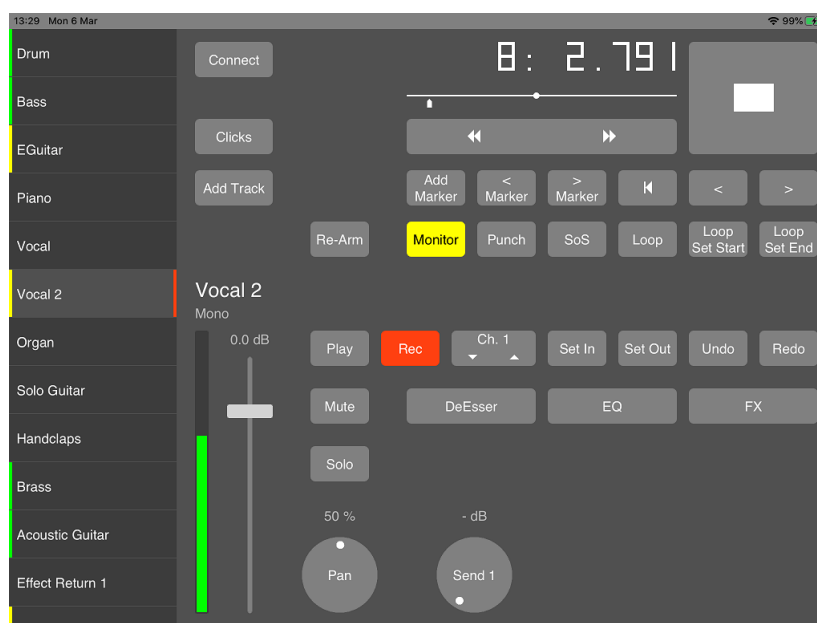 13:29 Mon 6 Mar
99%
Drum
Bass
EGuitar
Piano
Vocal
Vocal 2
Organ
Solo Guitar
Handclaps
Brass
Acoustic Guitar
Effect Return 1
Connect
8: 2.791
Clicks
Add Track
Add
Marker
<
Marker
>
Marker
<
>
Re-Arm
Monitor
Punch
SoS
Loop
Loop
Set Start
Loop
Set End
Vocal 2
Mono
0.0 dB
Play
Rec
Ch. 1
Set In
Set Out
Undo
Redo
Mute
DeEsser
EQ
FX
Solo
50 %
- dB
Pan
Send 1